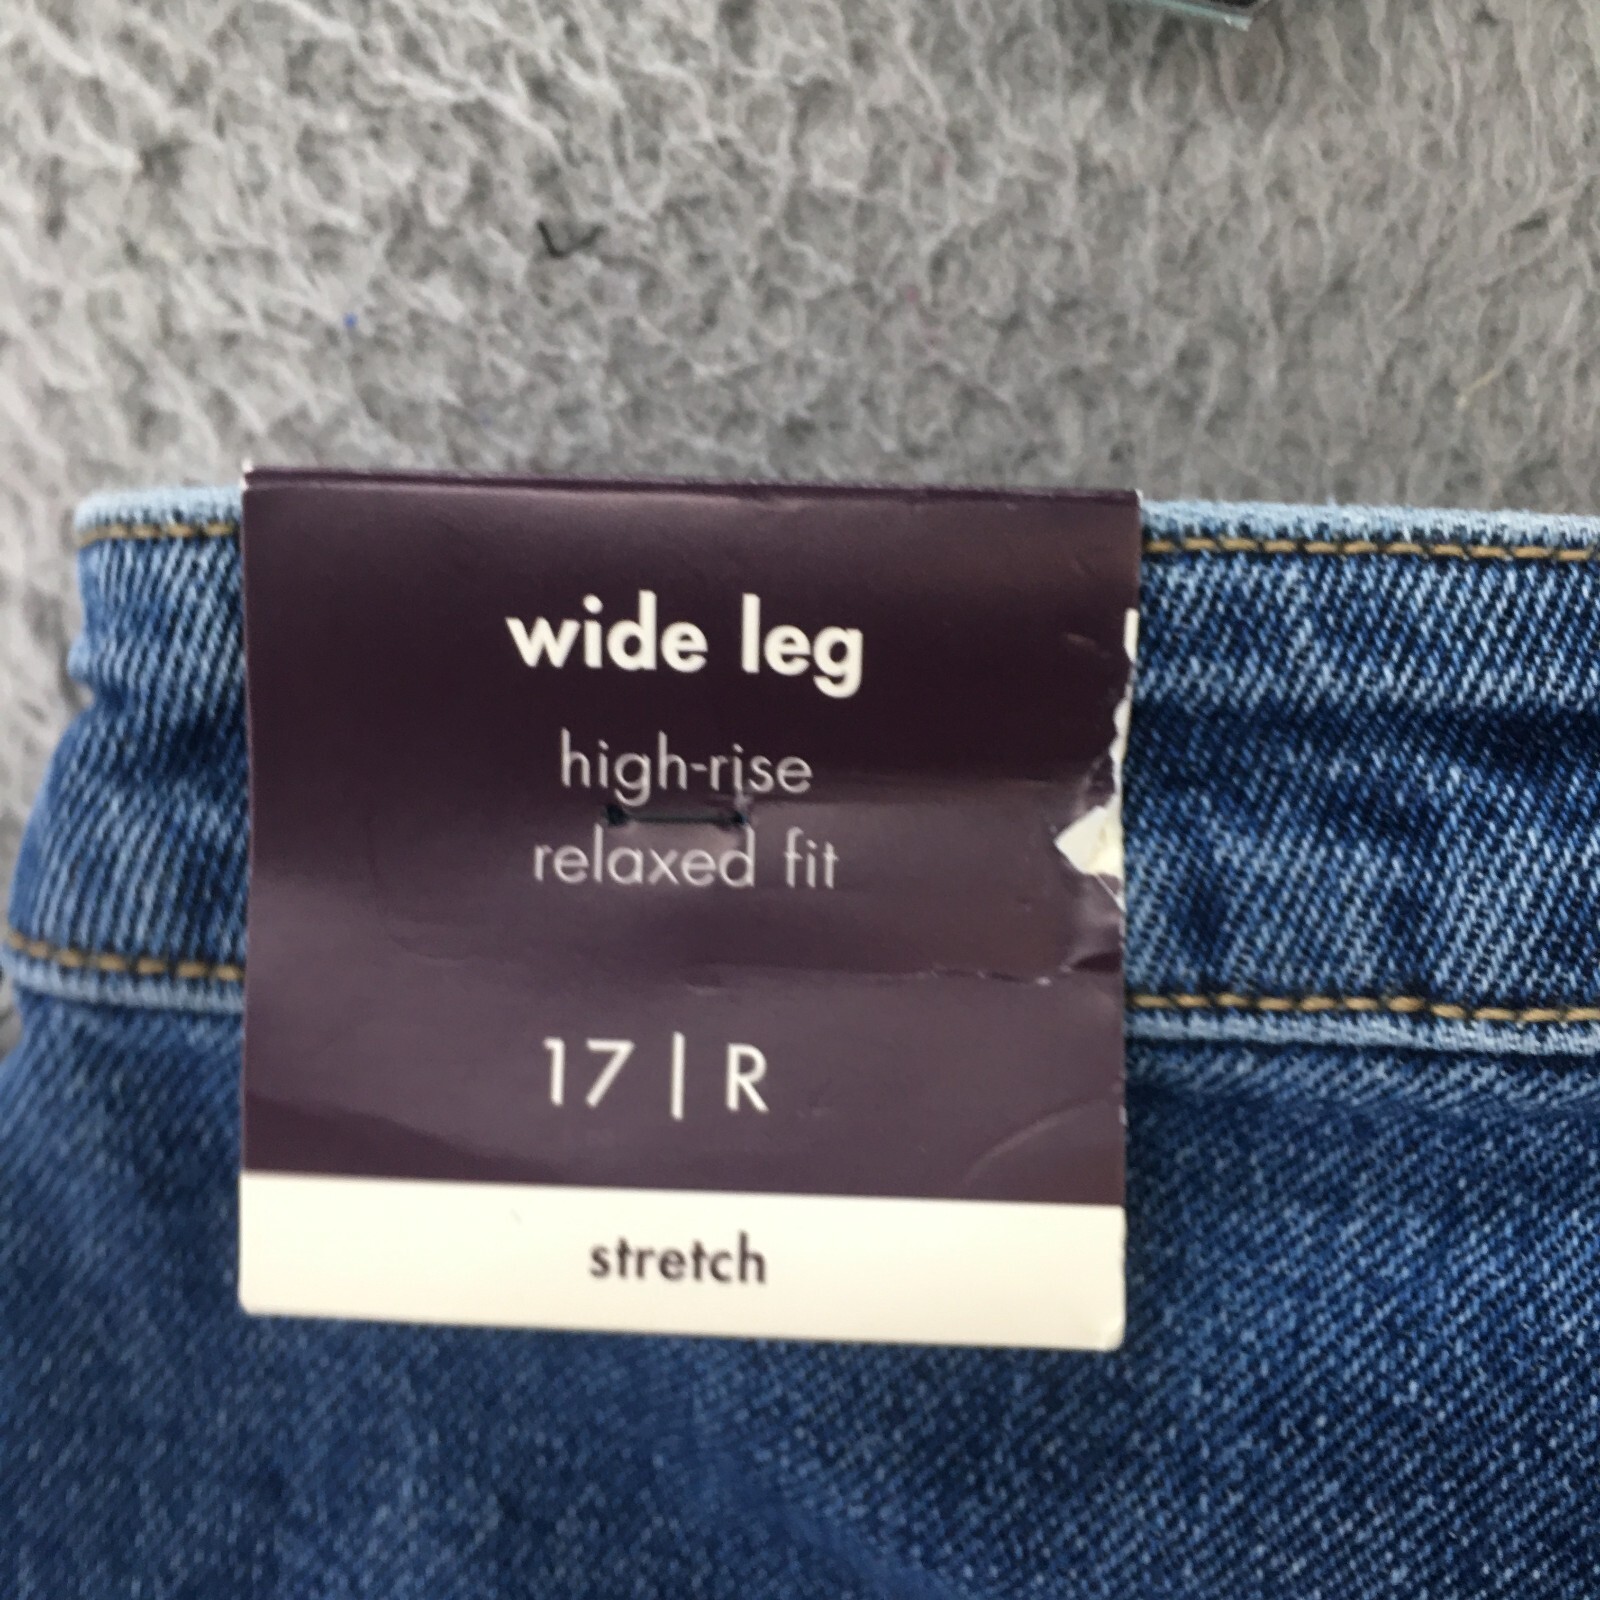 wide leg
high-rise
relaxed fit
17 | R
stretch